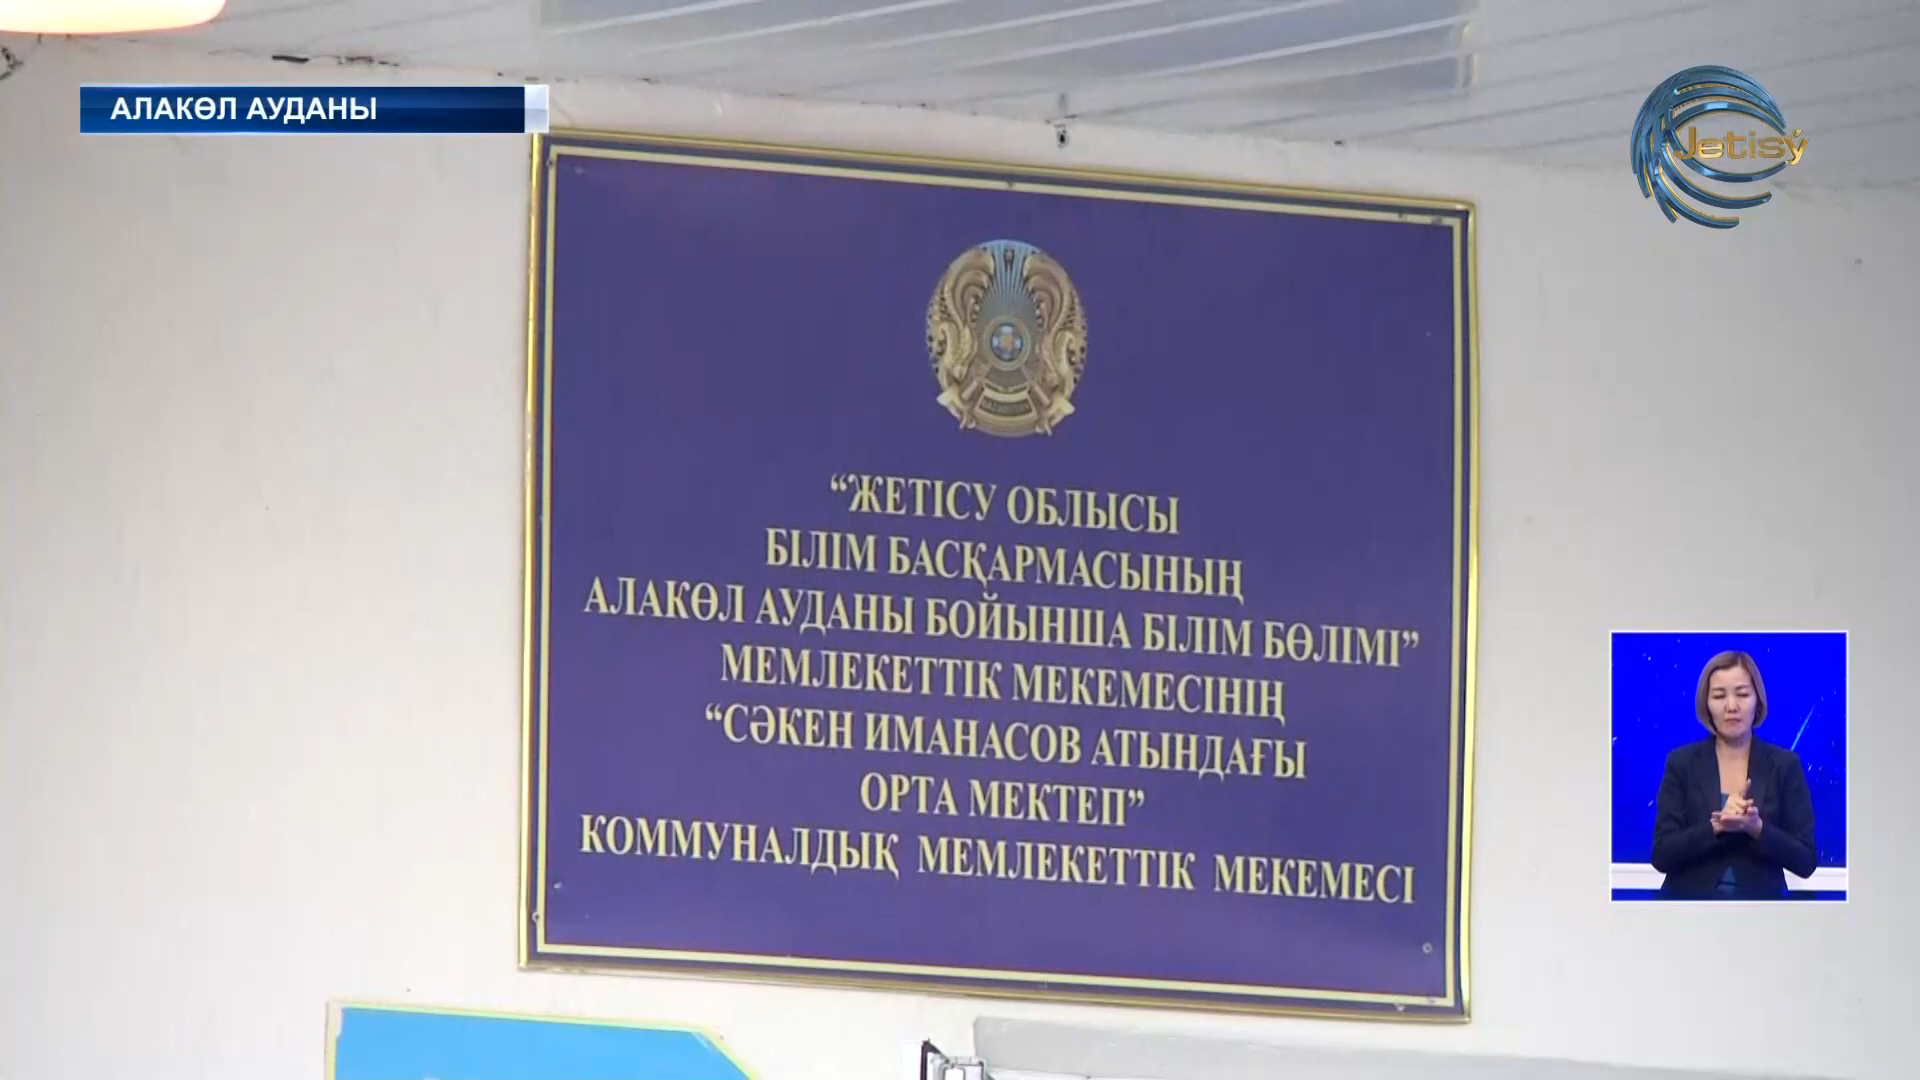 АЛАКӨЛ АУДАНЫ
Jetisý
“ЖЕТІСУ ОБЛЫСЫ
БІЛІМ БАСҚАРМАСЫНЫҢ
АЛАКӨЛ АУДАНЫ БОЙЫНША БІЛІМ БӨЛІМІ”
МЕМЛЕКЕТТІК МЕКЕМЕСІНІҢ
“СӘКЕН ИМАНАСОВ АТЫНДАҒЫ
ОРТА МЕКТЕП”
КОММУНАЛДЫҚ МЕМЛЕКЕТТІК МЕКЕМЕСІ